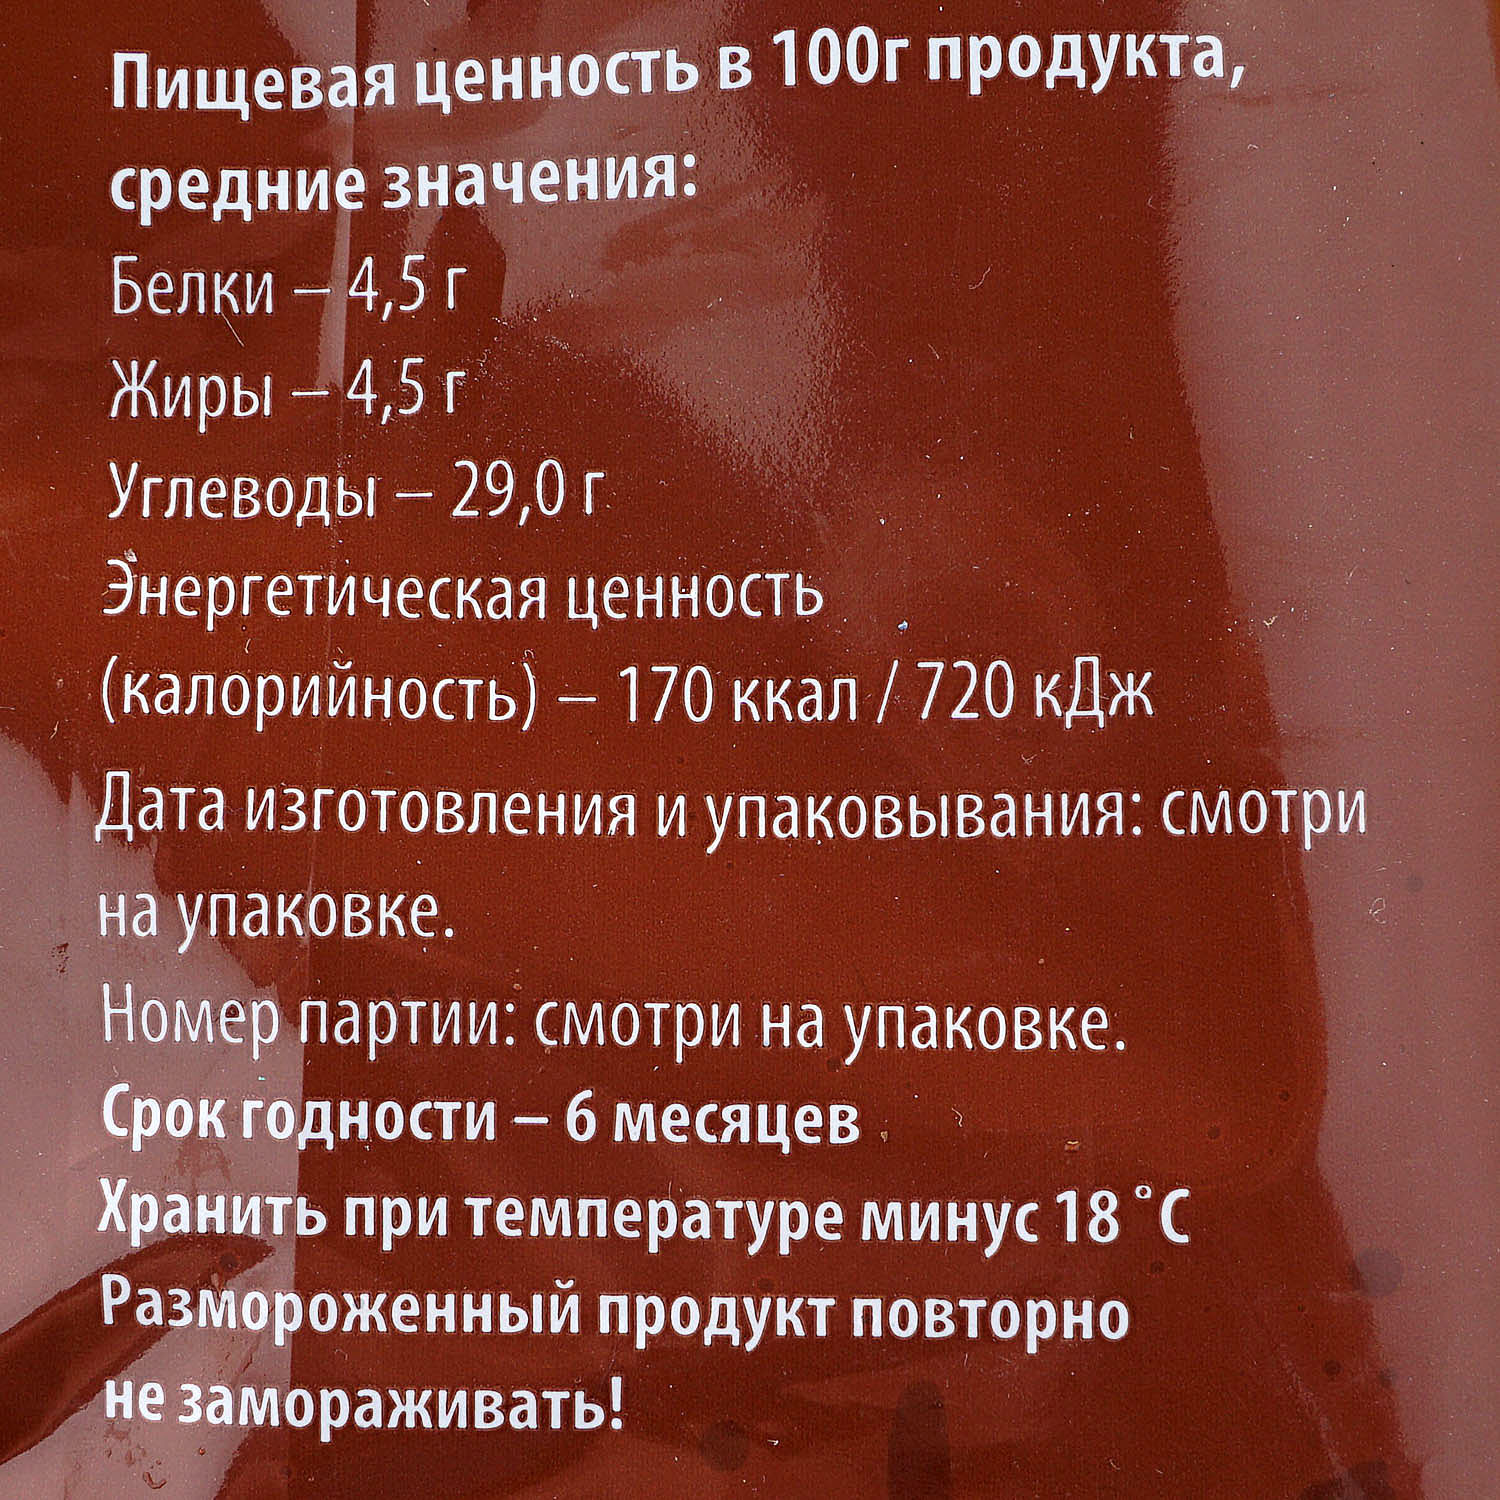 Пищевая ценность в 100г продукта,
средние значения:
Белки – 4,5 г
Жиры – 4,5 г
Углеводы – 29,0 г
Энергетическая ценность
(калорийность) – 170 ккал / 720 кДж
Дата изготовления и упаковывания: смотри
на упаковке.
Номер партии: смотри на упаковке.
Срок годности – 6 месяцев
Хранить при температуре минус 18 °С
Размороженный продукт повторно
не замораживать!